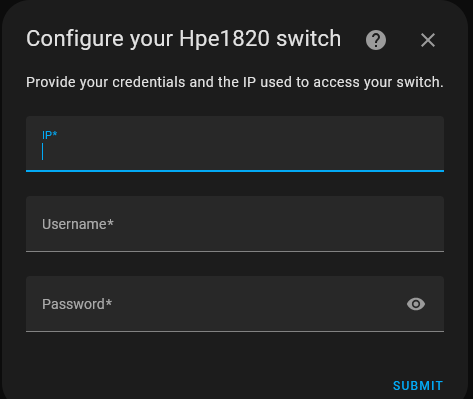 Configure your Hpe1820 switch
Provide your credentials and the IP used to access your switch.
IP*
Username*
Password*
SUBMIT